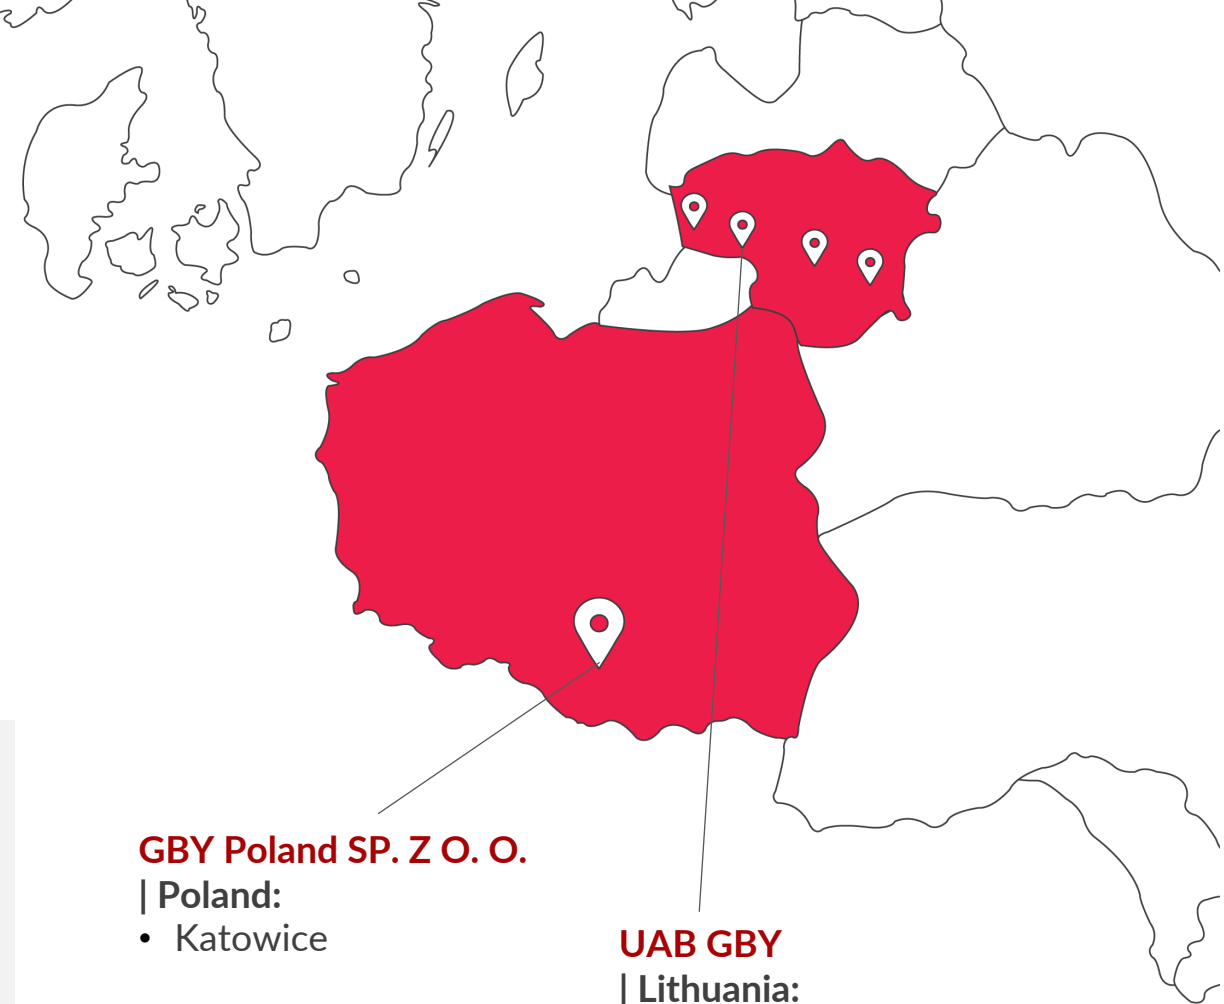 GBY Poland SP. Z O. O.
| Poland:
• Katowice
UAB GBY
| Lithuania: